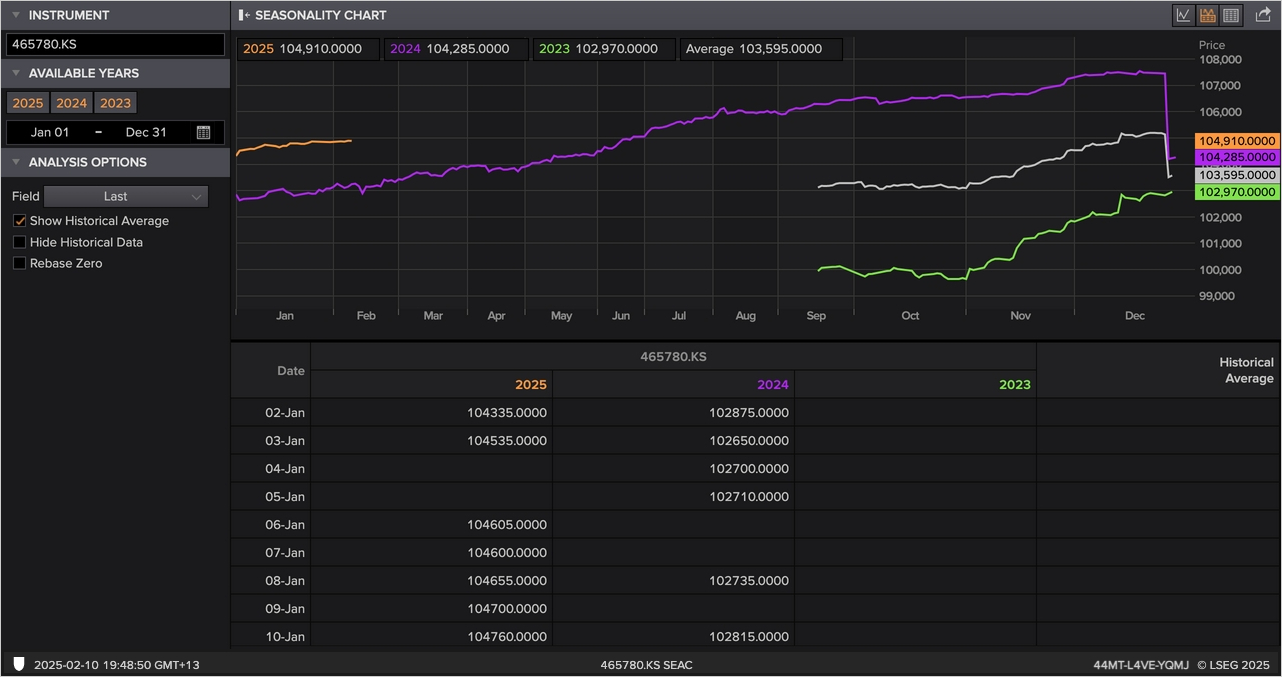 INSTRUMENT
SEASONALITY CHART
465780.KS
2025 104,910.0000 2024 104,285.0000 2023 102,970.0000 Average 103,595.0000
Price
AVAILABLE YEARS
2025 2024 2023
Jan 01 – Dec 31
ANALYSIS OPTIONS
Field Last
Show Historical Average
Hide Historical Data
Rebase Zero
108,000
107,000
106,000
104,910.0000
104,285.0000
103,595.0000
102,970.0000
102,000
101,000
100,000
99,000
Jan Feb Mar Apr May Jun Jul Aug Sep Oct Nov Dec
Date 465780.KS Historical
Average
2025 2024 2023
02-Jan 104335.0000 102875.0000
03-Jan 104535.0000 102650.0000
04-Jan 102700.0000
05-Jan 102710.0000
06-Jan 104605.0000
07-Jan 104600.0000
08-Jan 104655.0000 102735.0000
09-Jan 104700.0000
10-Jan 104760.0000 102815.0000
2025-02-10 19:48:50 GMT+13 465780.KS SEAC 44MT-L4VE-YQMJ © LSEG 2025